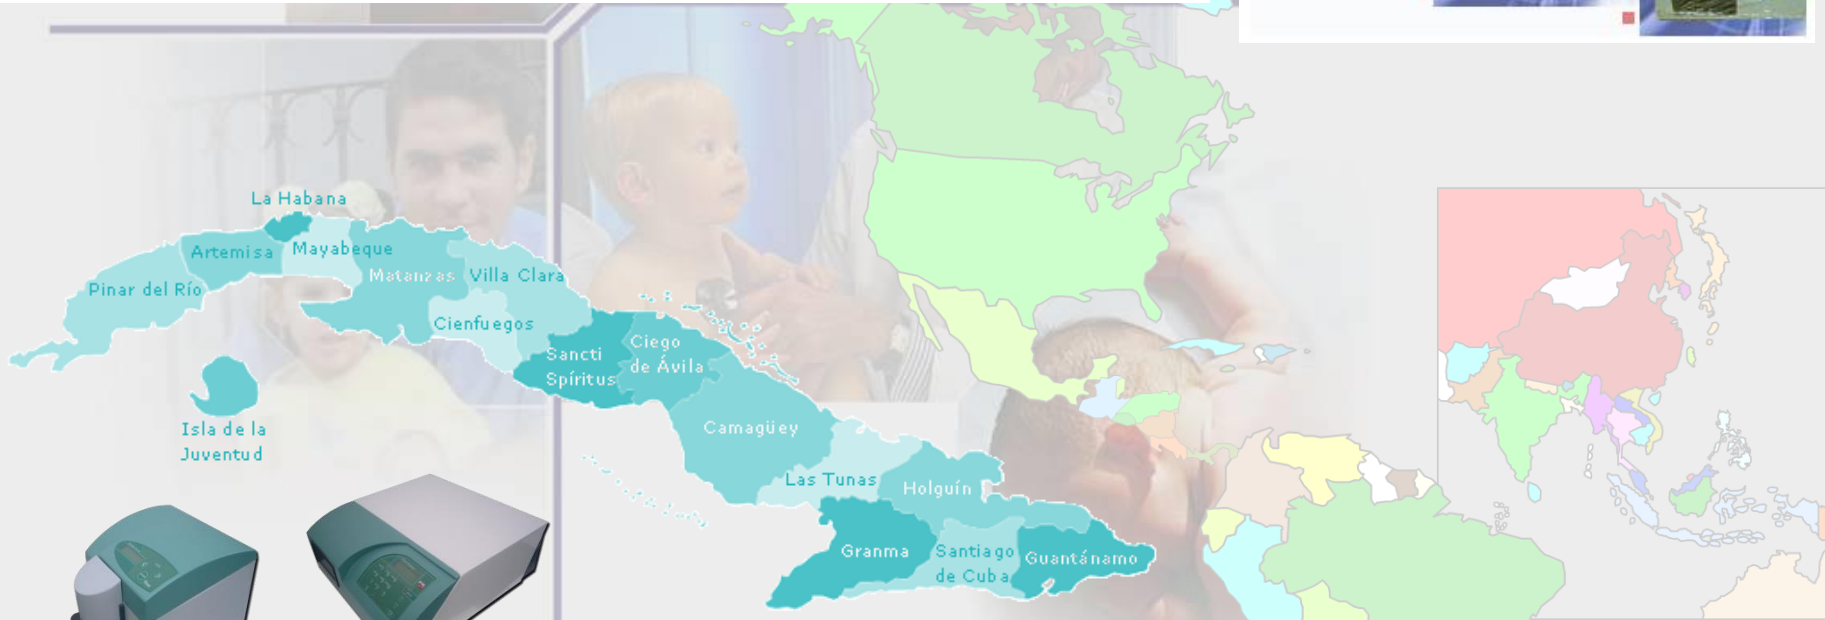 La Habana
Artemisa
Mayabeque
Matanzas
Villa Clara
Pinar del Río
Cienfuegos
Sancti
Spíritus
Ciego
de Ávila
Isla de la
Juventud
Camagüey
Las Tunas
Holguín
Granma
Santiago
de Cuba
Guantánamo